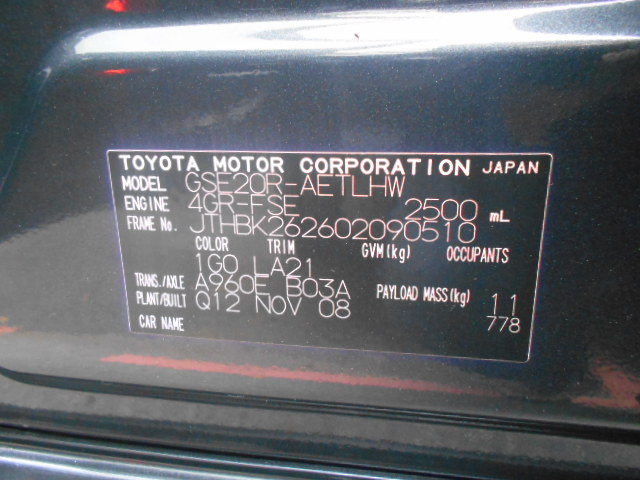 TOYOTA MOTOR CORPORATION JAPAN
MODEL GSE20R-AETLHW
ENGINE 4GR-FSE 2500 mL
FRAME No. JTHBK262602090510
COLOR TRIM GVM(kg) OCCUPANTS
1G0 LA21
TRANS./AXLE A960E B03A PAYLOAD MASS(kg) 11
PLANT/BUILT Q12 NOV 08 778
CAR NAME